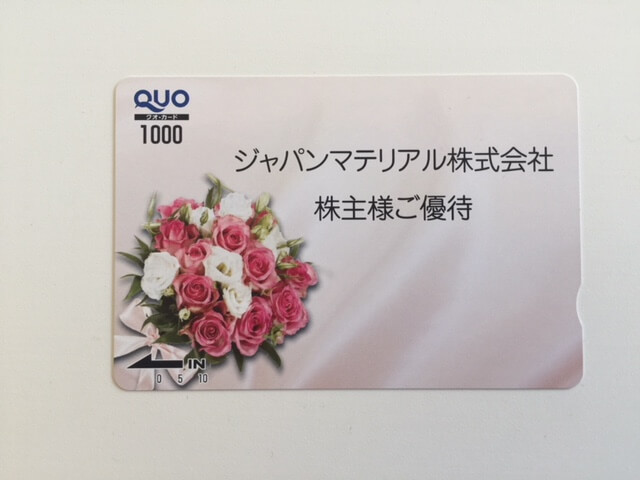 QUO
クオ・カード
1000
ジャパンマテリアル株式会社
株主様ご優待
IN
0 5 10